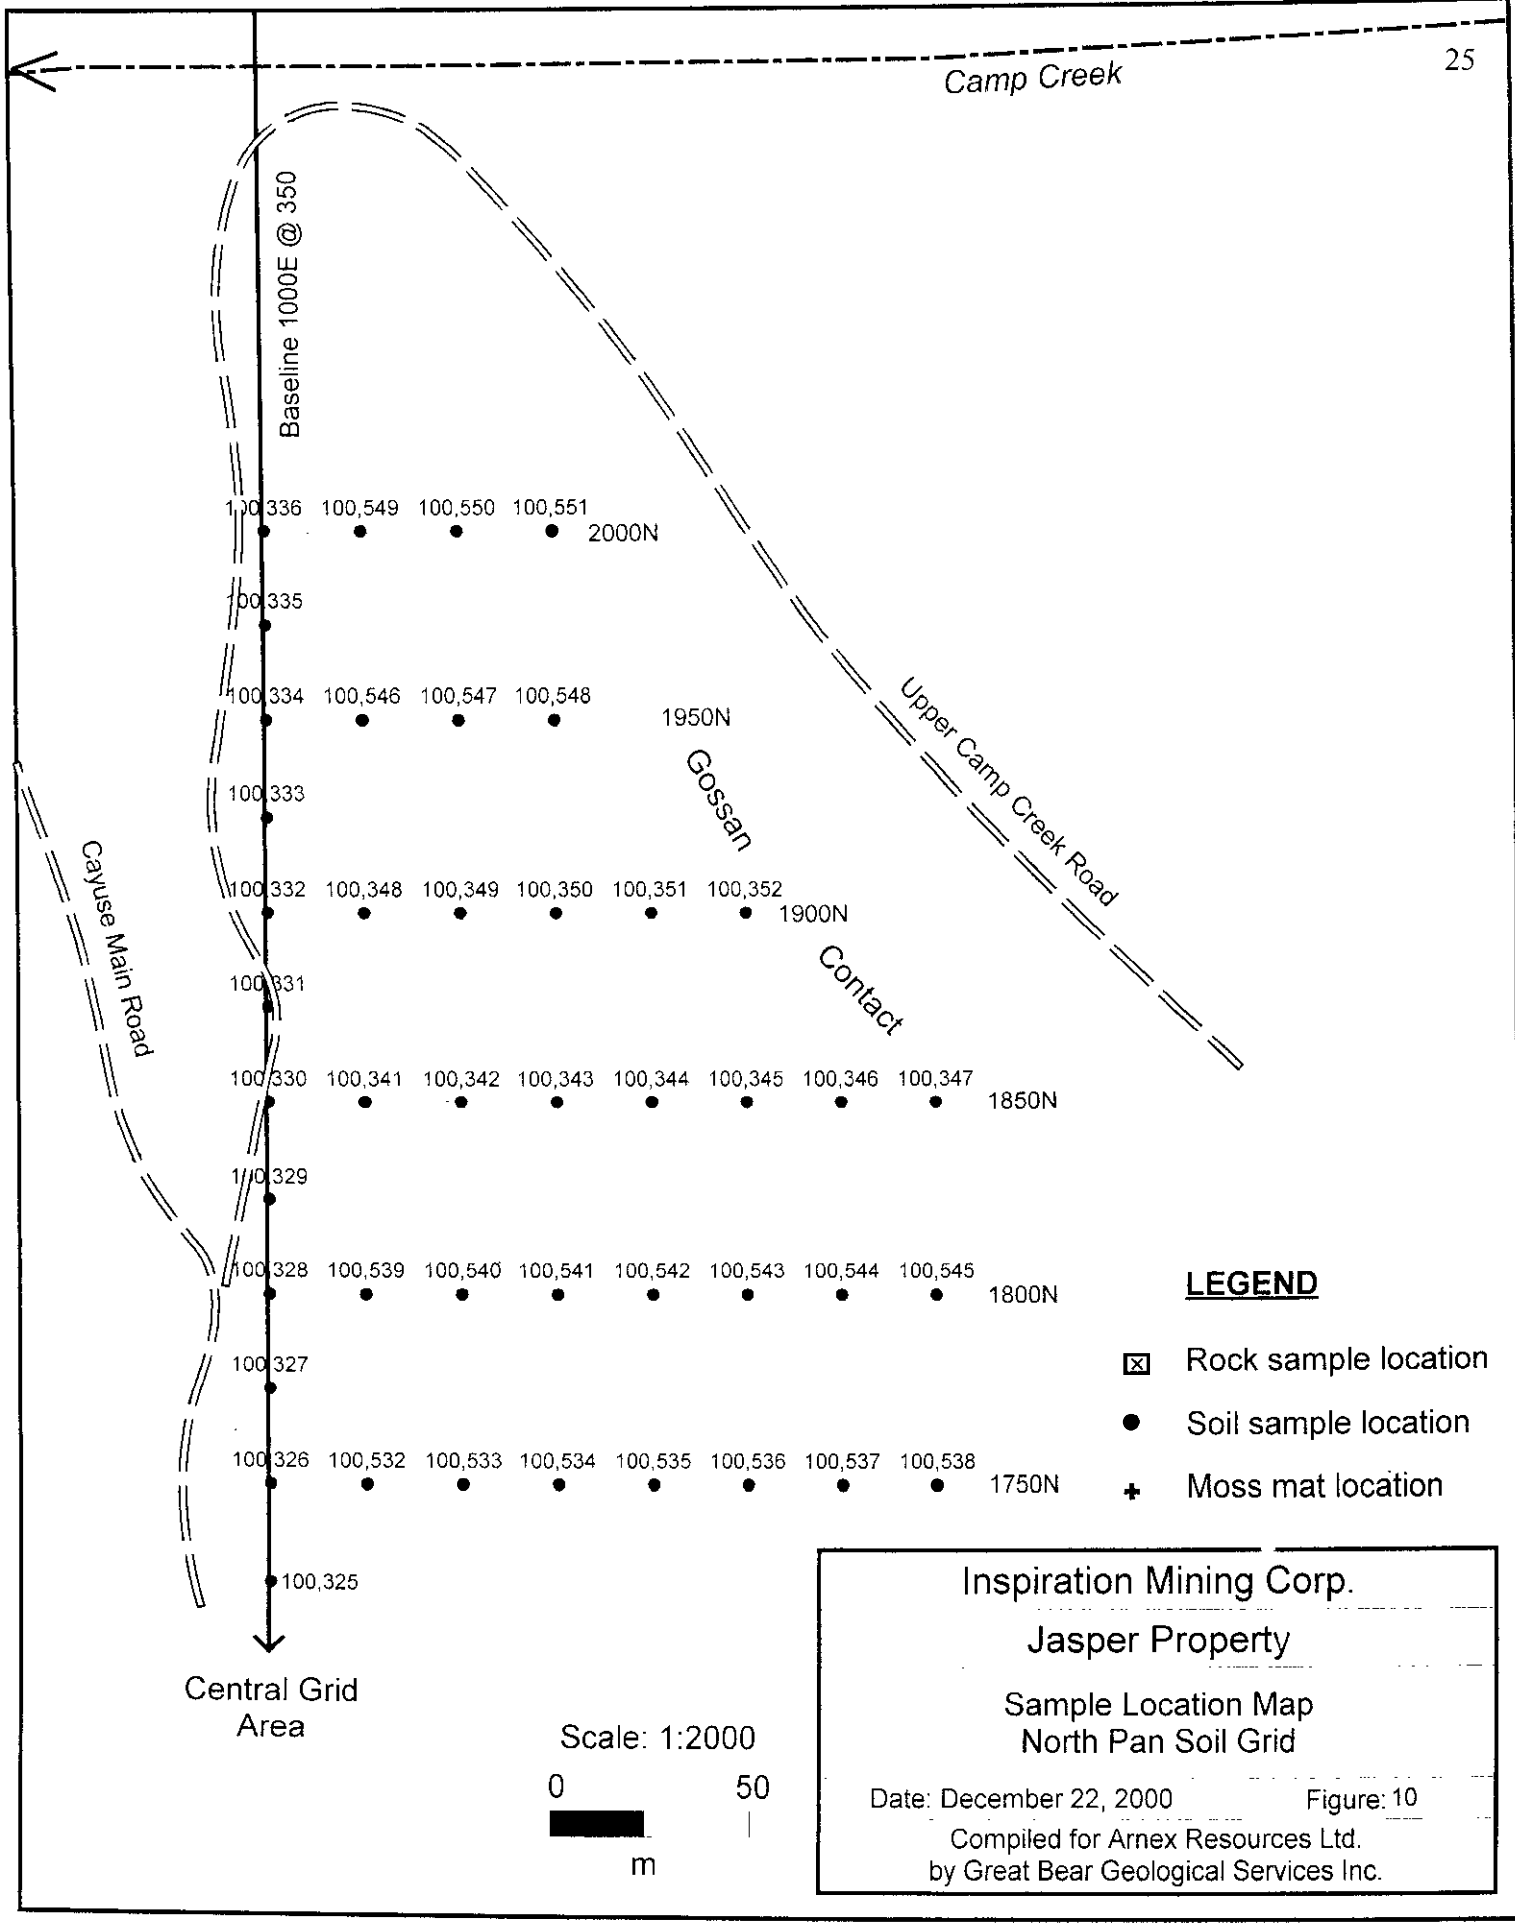 25
Camp Creek
Baseline 1000E @ 350
100,336 100,549 100,550 100,551
2000N
100,335
100,334 100,546 100,547 100,548
1950N
Gossan
Upper Camp Creek Road
100,333
Cayuse Main Road
100,332 100,348 100,349 100,350 100,351 100,352
1900N
Contact
100,331
100,330 100,341 100,342 100,343 100,344 100,345 100,346 100,347
1850N
100,329
100,328 100,539 100,540 100,541 100,542 100,543 100,544 100,545
1800N
100,327
100,326 100,532 100,533 100,534 100,535 100,536 100,537 100,538
1750N
100,325
Central Grid
Area
LEGEND
Rock sample location
Soil sample location
Moss mat location
Scale: 1:2000
0 50
m
Inspiration Mining Corp.
Jasper Property
Sample Location Map
North Pan Soil Grid
Date: December 22, 2000 Figure: 10
Compiled for Arnex Resources Ltd.
by Great Bear Geological Services Inc.